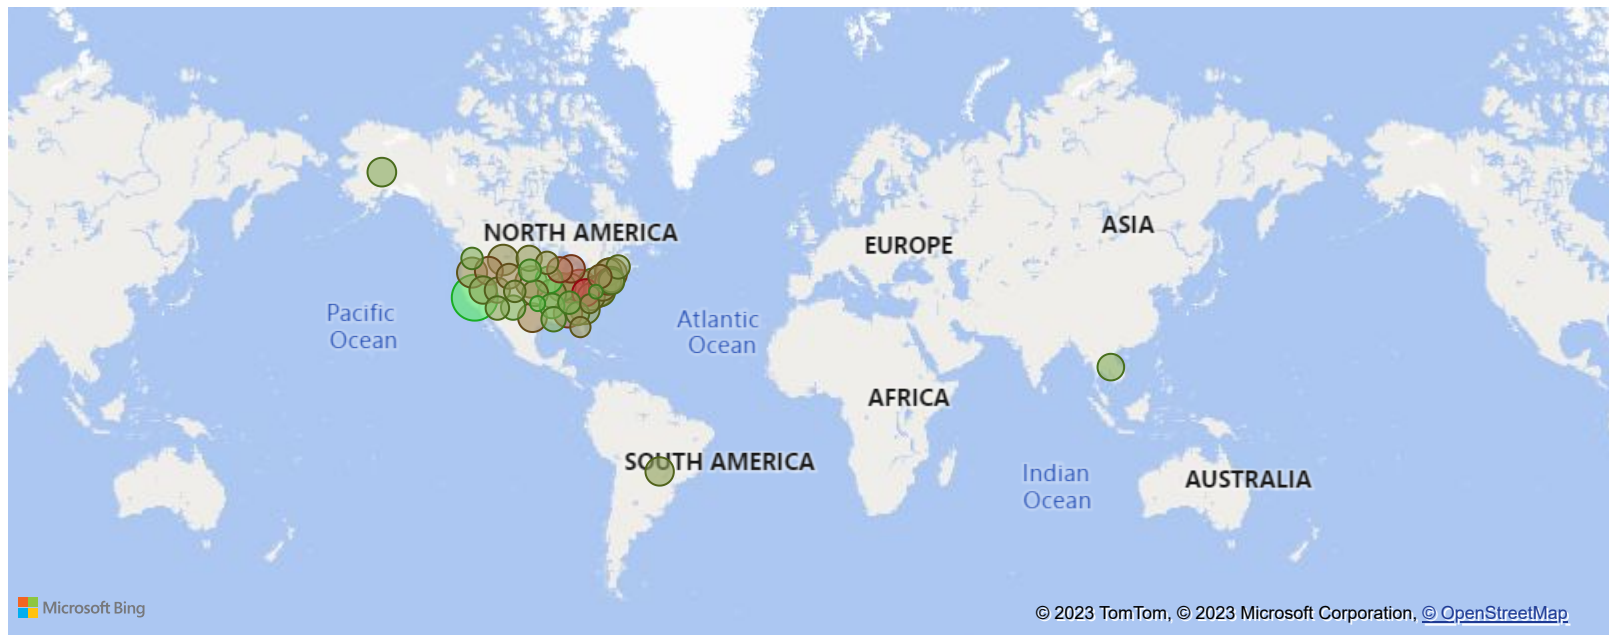 NORTH AMERICA
ASIA
EUROPE
Pacific
Ocean
Atlantic
Ocean
AFRICA
SOUTH AMERICA
Indian
Ocean
AUSTRALIA
Microsoft Bing
© 2023 TomTom, © 2023 Microsoft Corporation, © OpenStreetMap